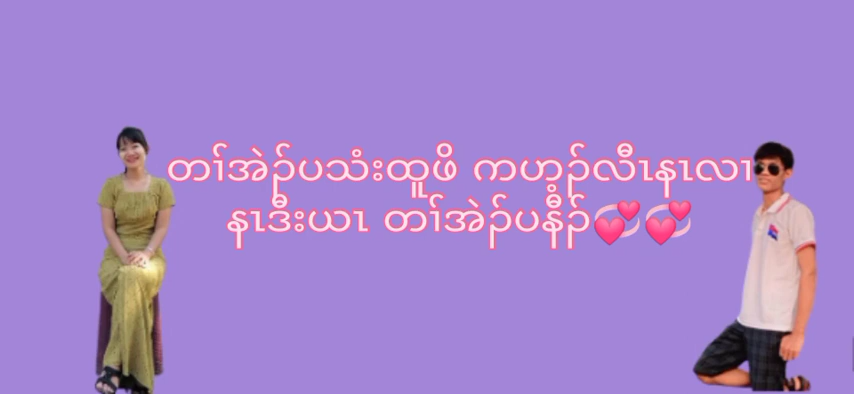 တၢ်အဲၣ်ပသံးထူဖိ ကဟ့ၣ်လီၤနၤလၢ
နၤဒီးယၤ တၢ်အဲၣ်ပနီၣ်💞💞